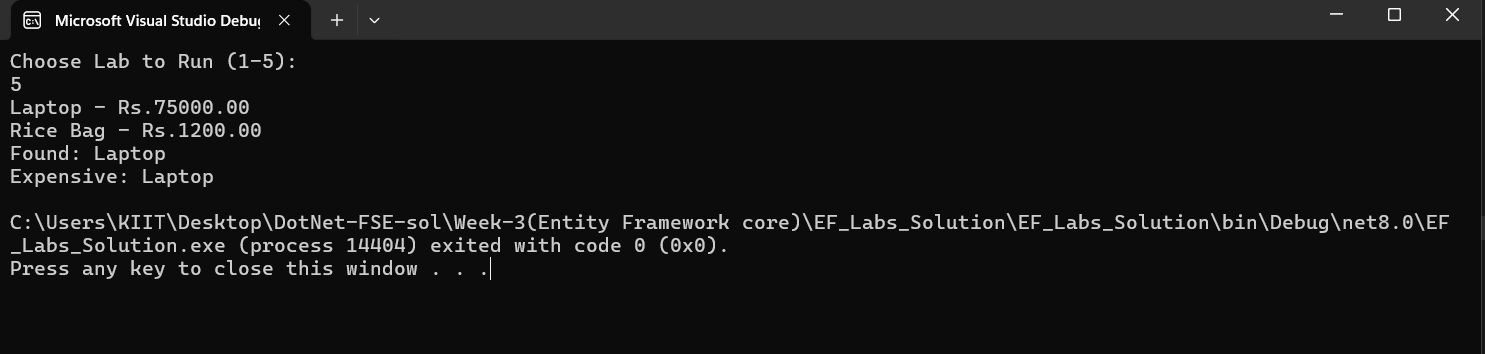 Microsoft Visual Studio Debu
Choose Lab to Run (1-5):
5
Laptop - Rs.75000.00
Rice Bag - Rs.1200.00
Found: Laptop
Expensive: Laptop
C:\Users\KIIT\Desktop\DotNet-FSE-sol\Week-3(Entity Framework core)\EF_Labs_Solution\EF_Labs_Solution\bin\Debug\net8.0\EF
_Labs_Solution.exe (process 14404) exited with code 0 (0x0).
Press any key to close this window . . .